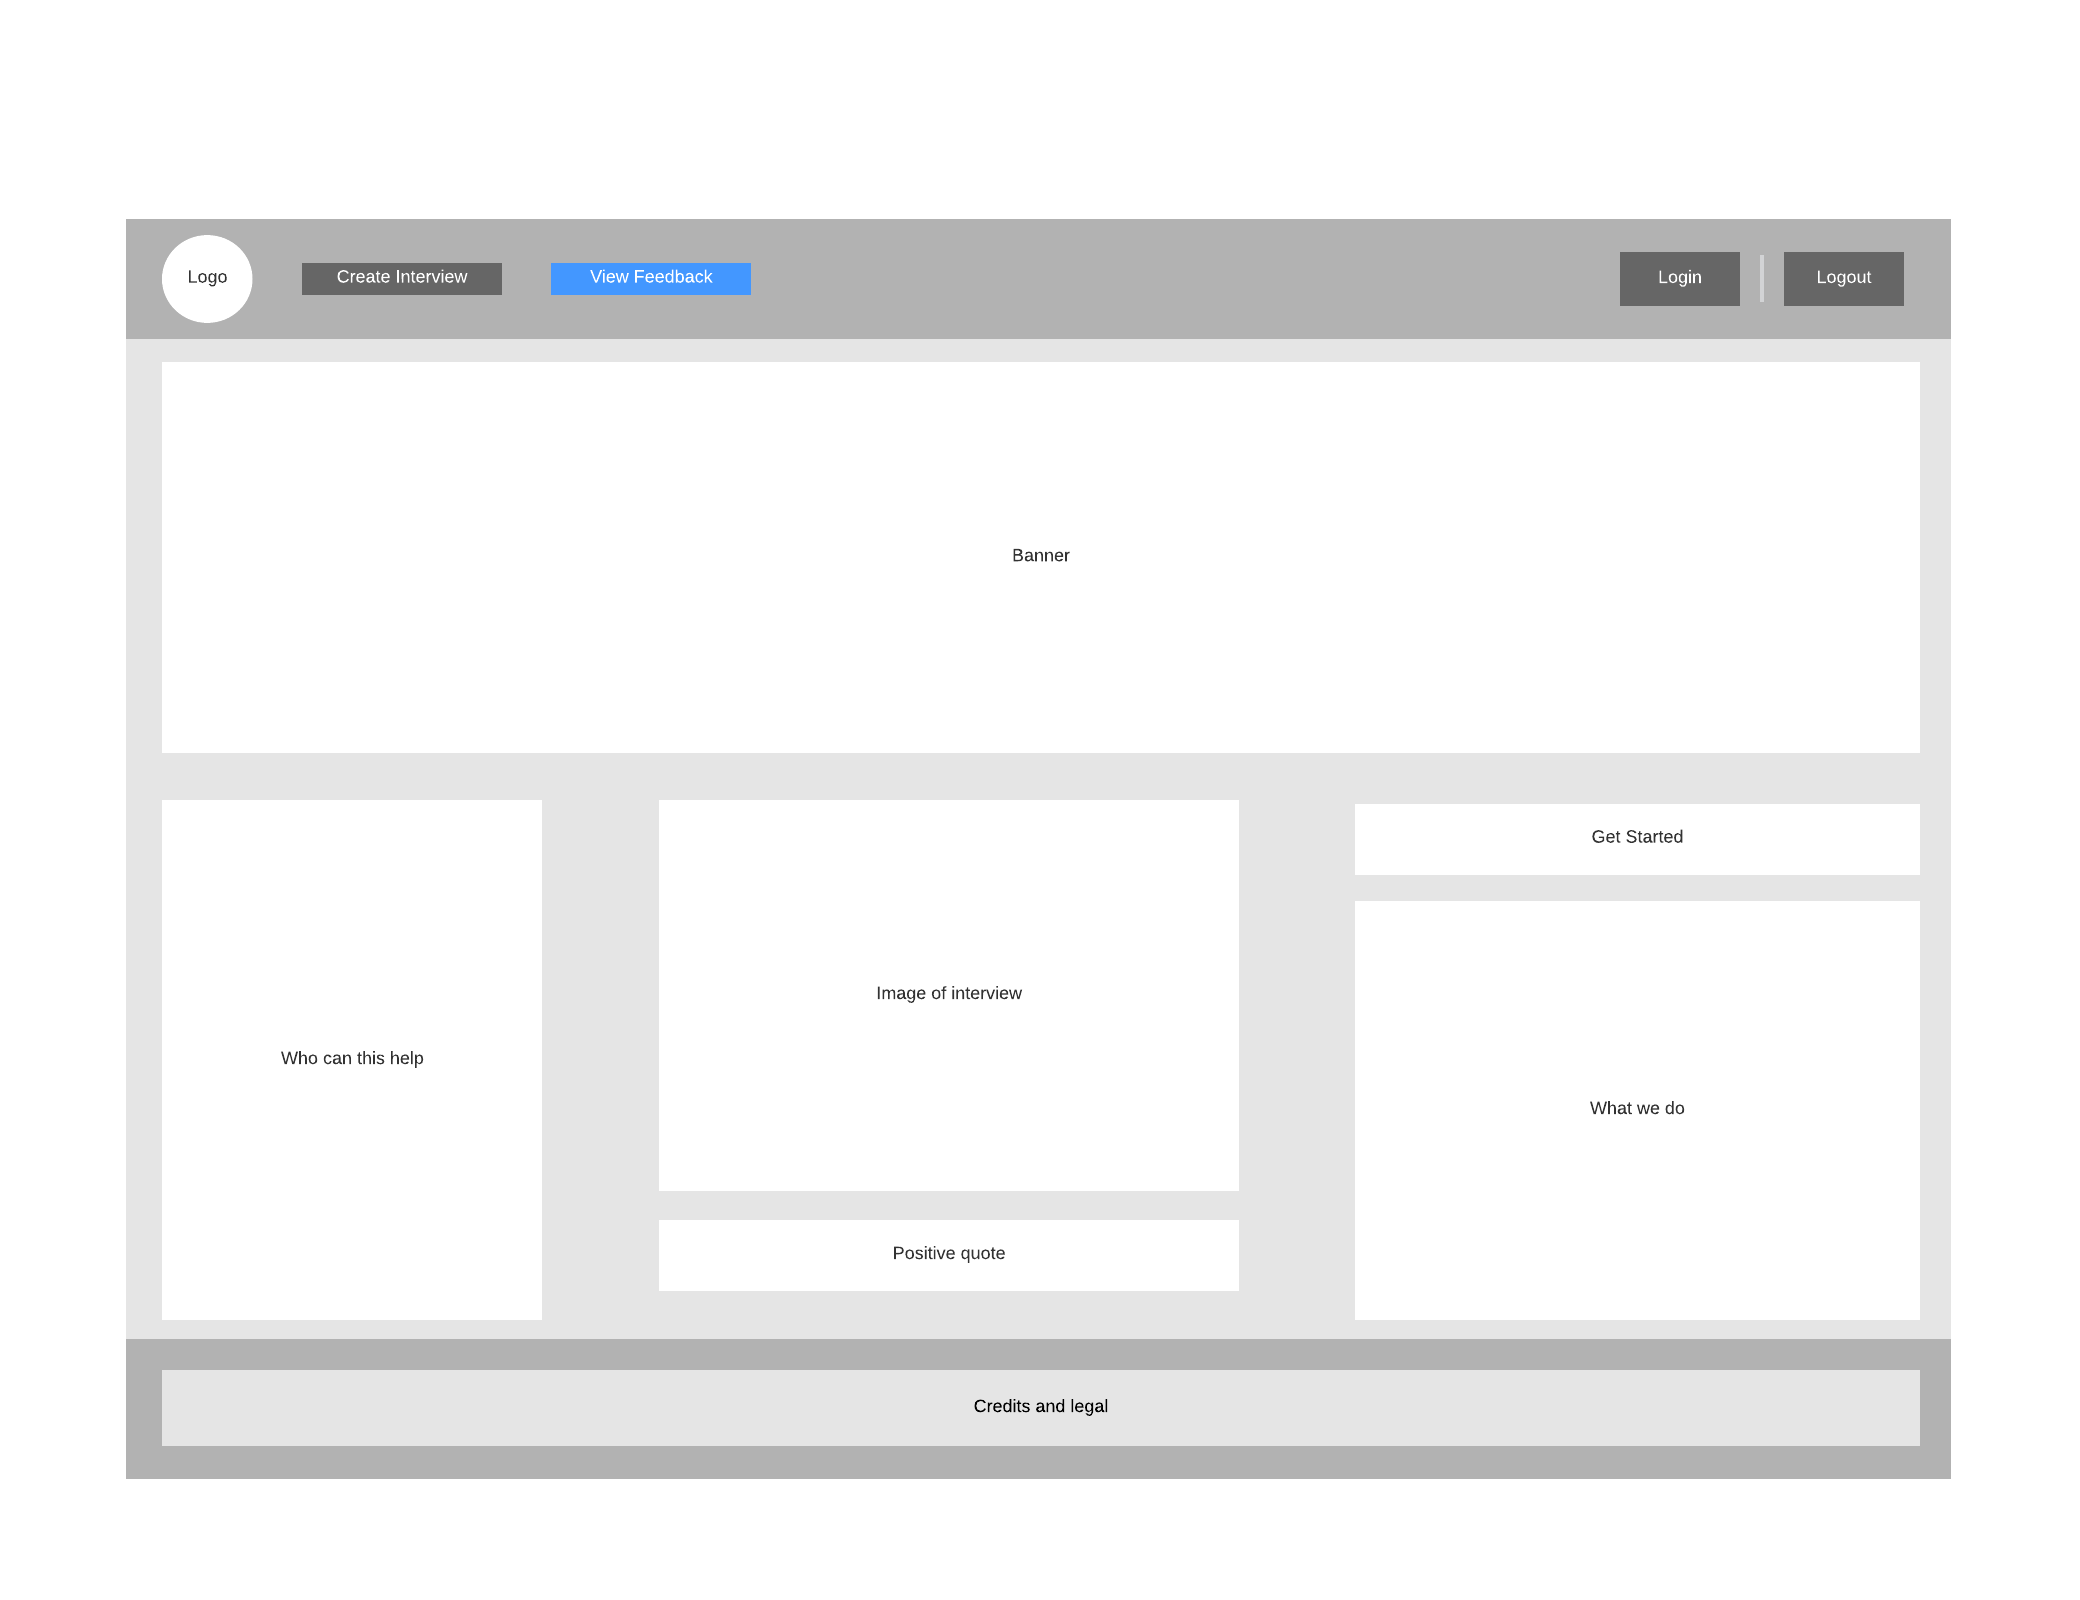 Logo
Create Interview
View Feedback
Login
Logout
Banner
Who can this help
Image of interview
Positive quote
Get Started
What we do
Credits and legal